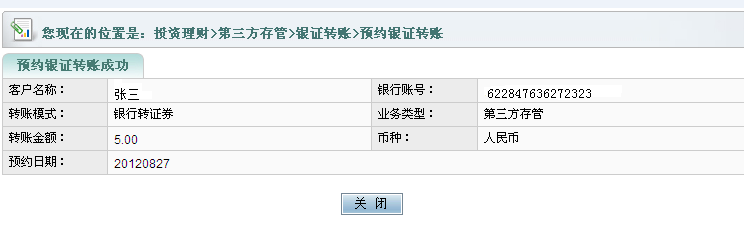 您现在的位置是：投资理财>第三方存管>银证转账>预约银证转账
预约银证转账成功
客户名称： 张三 银行账号： 622847636272323
转账模式： 银行转证券 业务类型： 第三方存管
转账金额： 5.00 币种： 人民币
预约日期： 20120827
关 闭